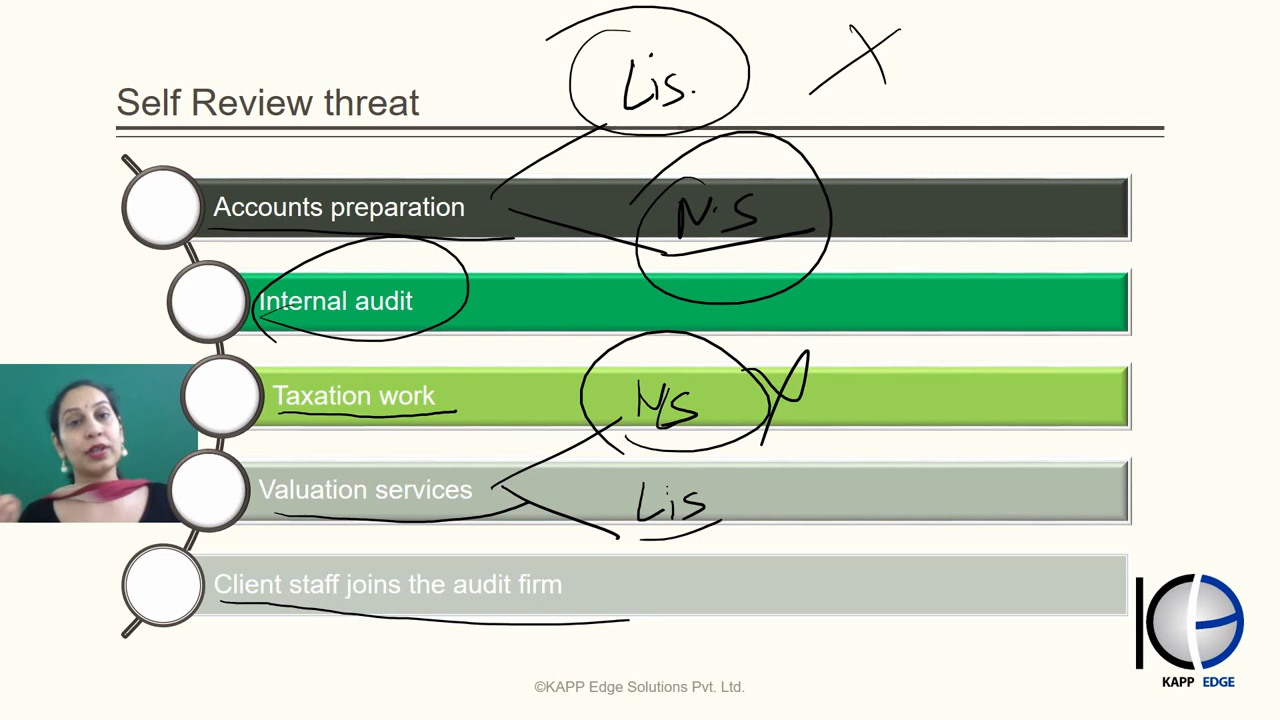 Lis.
Self Review threat
Accounts preparation
N.S
Internal audit
Taxation work
N/S
Valuation services
Lis
Client staff joins the audit firm
KAPP EDGE
©KAPP Edge Solutions Pvt. Ltd.